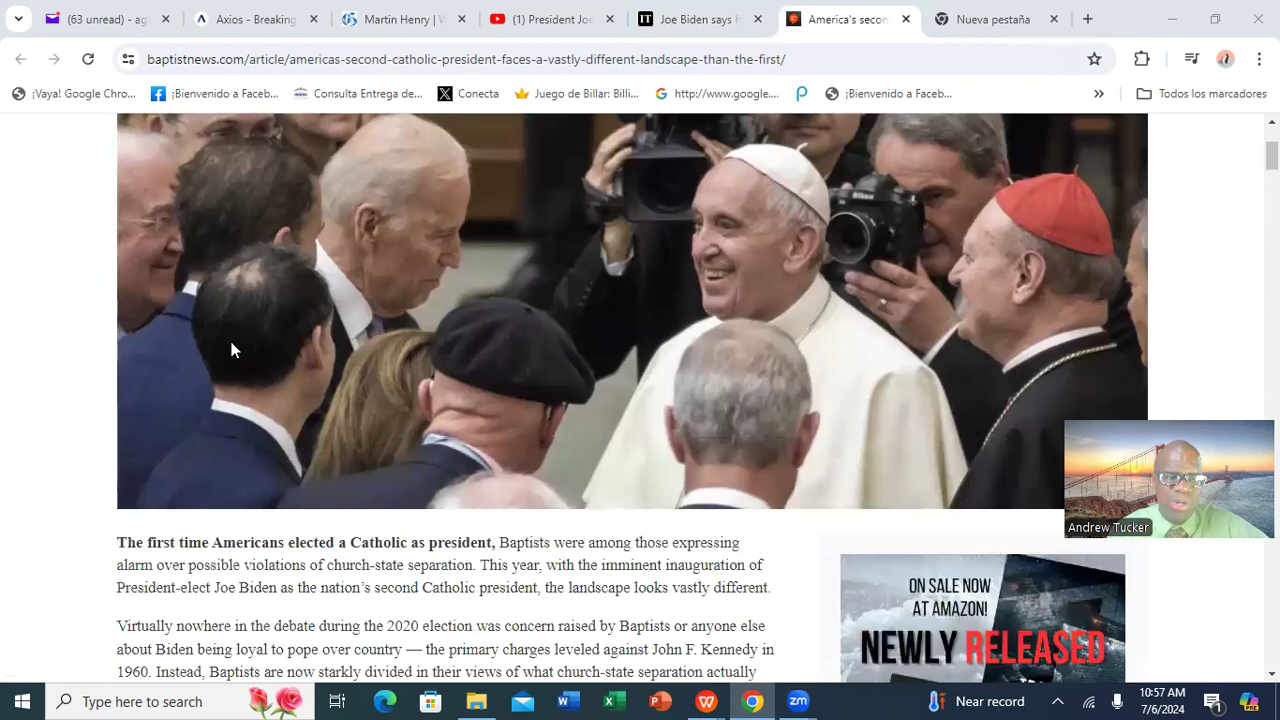 (63 unread) - ag
Axios - Breaking
Martin Henry | V
(1) President Joe
Joe Biden says h
America's secon
Nueva pestaña
baptistnews.com/article/americas-second-catholic-president-faces-a-vastly-different-landscape-than-the-first/
¡Vaya! Google Chro...
¡Bienvenido a Faceb...
Consulta Entrega de...
Conecta
Juego de Billar: Billi...
http://www.google....
¡Bienvenido a Faceb...
Todos los marcadores
Nikon
Andrew Tucker
The first time Americans elected a Catholic as president, Baptists were among those expressing
alarm over possible violations of church-state separation. This year, with the imminent inauguration of
President-elect Joe Biden as the nation's second Catholic president, the landscape looks vastly different.
Virtually nowhere in the debate during the 2020 election was concern raised by Baptists or anyone else
about Biden being loyal to pope over country — the primary charges leveled against John F. Kennedy in
1960. Instead, Baptists are now starkly divided in their views of what church-state separation actually
ON SALE NOW
AT AMAZON!
NEWLY RELEASED
Type here to search
Near record
10:57 AM
7/6/2024